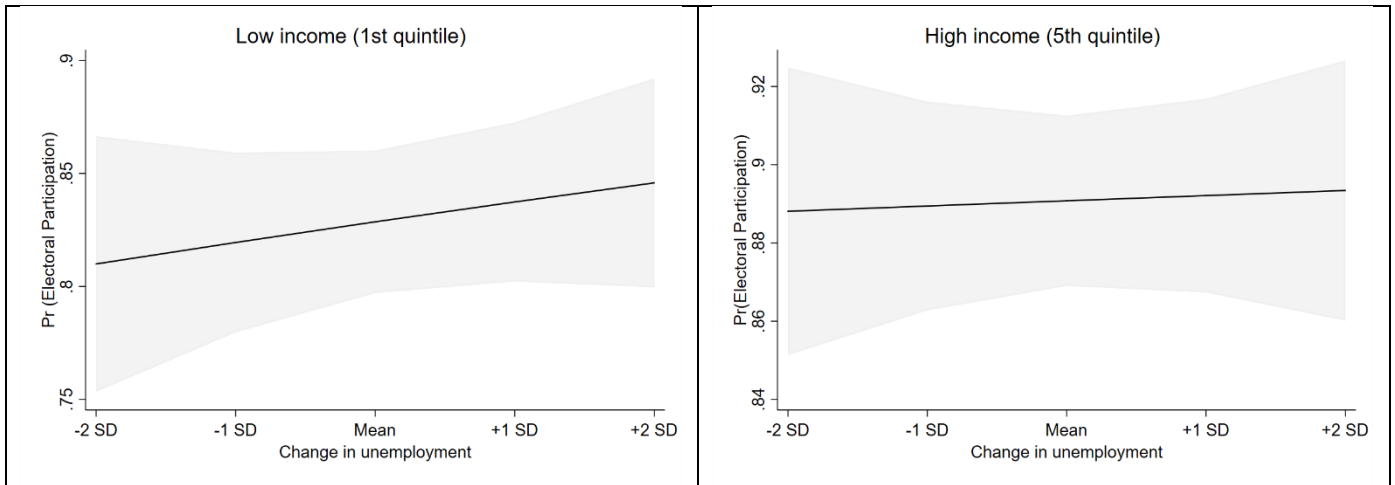 Low income (1st quintile)
Pr (Electoral Participation)
.9
.85
.8
.75
-2 SD -1 SD Mean +1 SD +2 SD
Change in unemployment
High income (5th quintile)
Pr(Electoral Participation)
.92
.9
.88
.86
.84
-2 SD -1 SD Mean +1 SD +2 SD
Change in unemployment